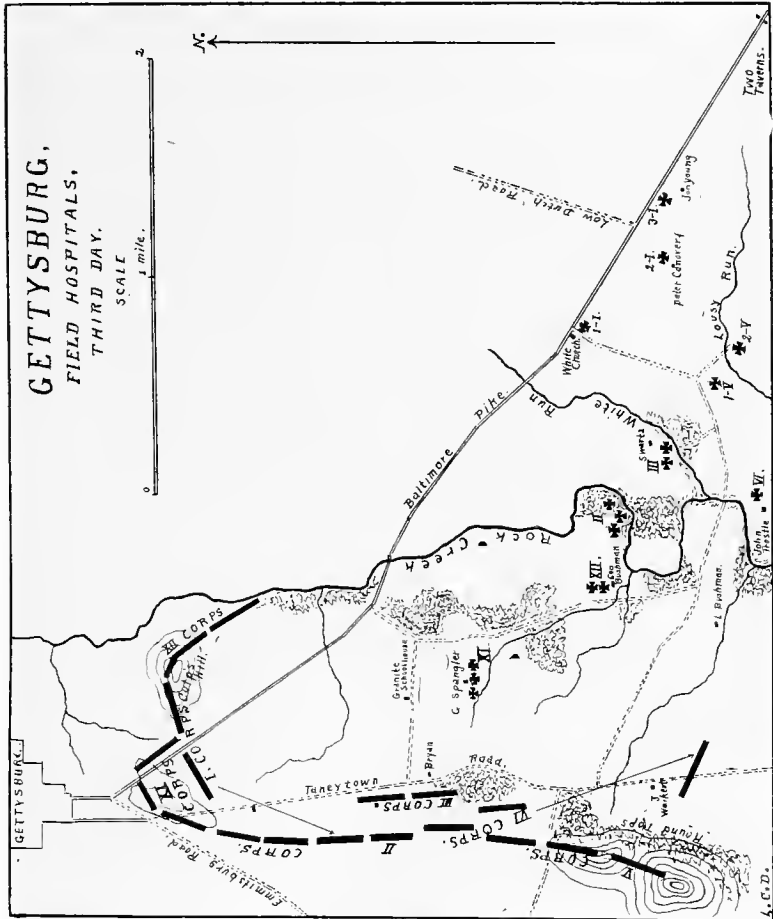 GETTYSBURG,
FIELD HOSPITALS,
THIRD DAY.
SCALE
0
1 mile.
2
N.
GETTYSBURG.
XII CORPS
Culp's
Hill.
I. CORPS
XI
CORPS
Emmitsburg
Road
Taneytown
Road.
Baltimore
Pike.
Rock Creek
Granite
Schoolhouse
Bryan
C Spangler
XI
III CORPS.
II
CORPS.
VI CORPS
CORPS.
V
CORPS
Round Tops
J.
XII.
Geo
Bushman
II
III
Swartz
White
Run
White
Church.
1-I.
2-I.
peter Conover
3-I.
Jon young
Low Dutch Road.
TWO
Taverns.
Lousy Run.
1-V
2-V
VI.
John
Trostle
L Bushman.
L.C.D.